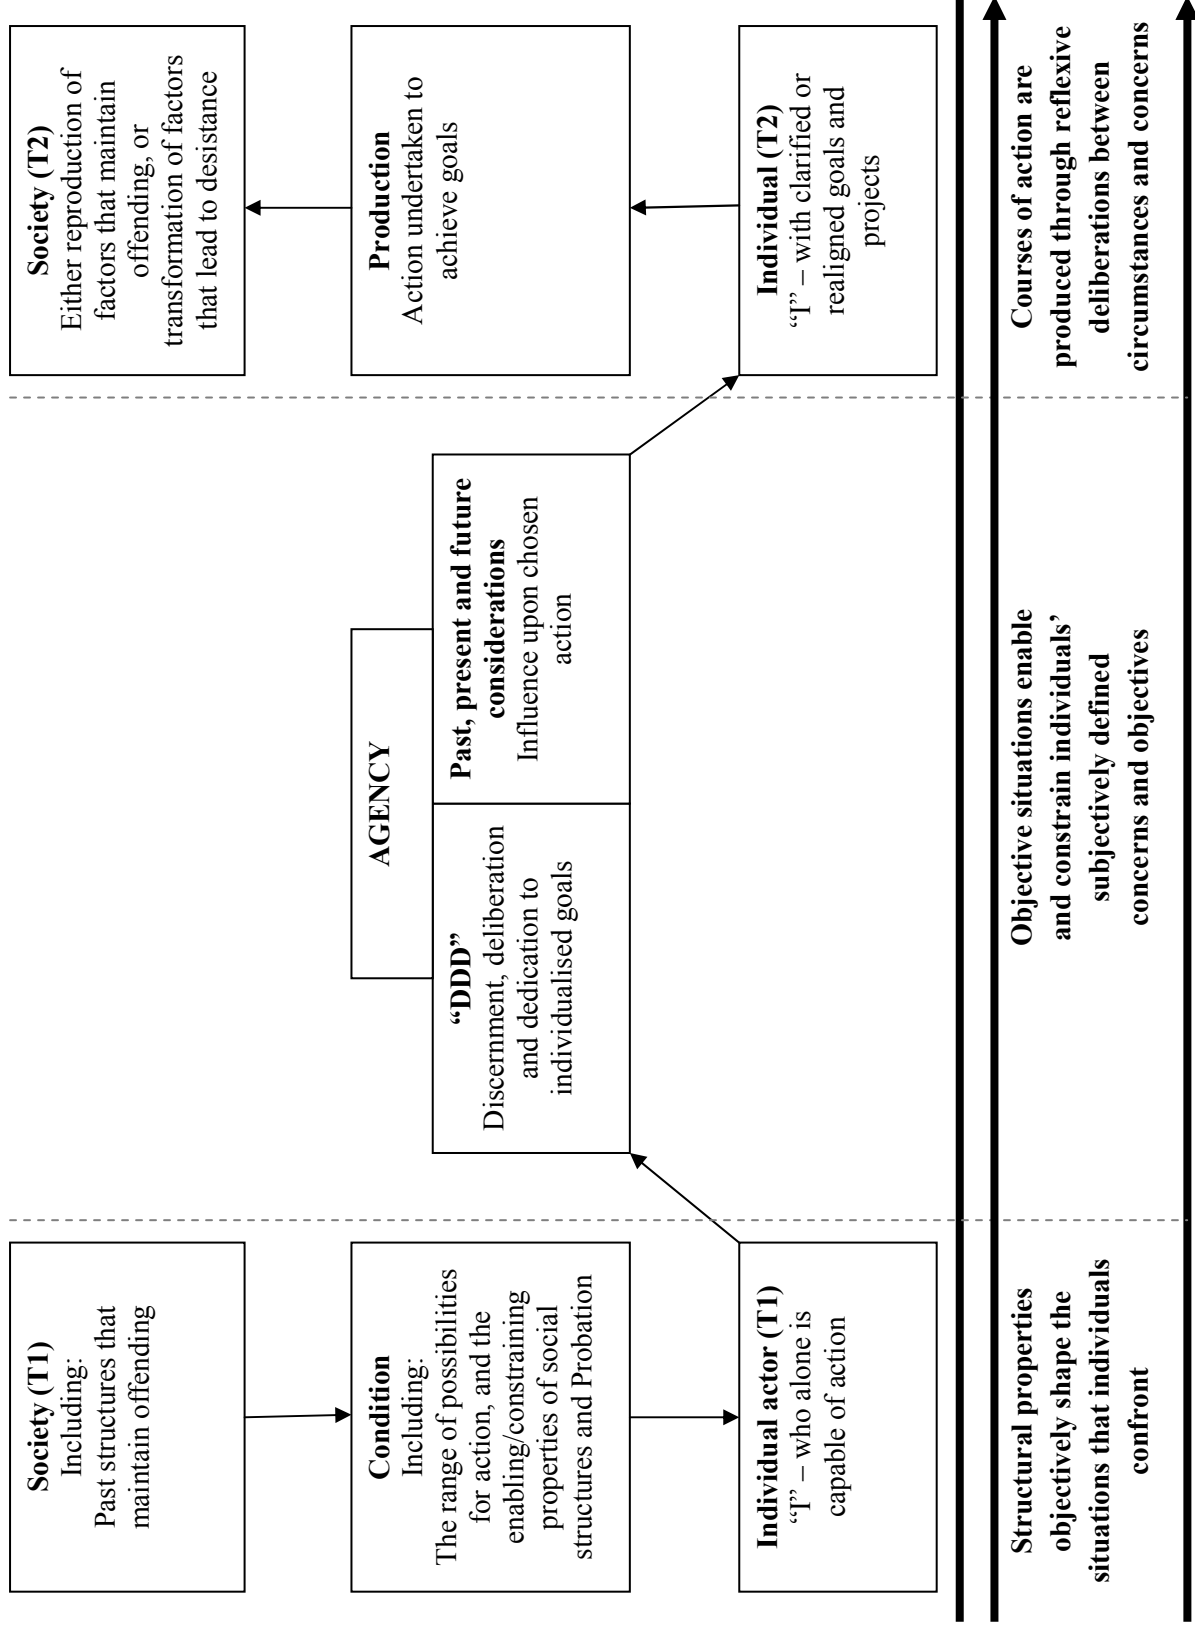 Society (T1)
Including:
Past structures that
maintain offending
Condition
Including:
The range of possibilities
for action, and the
enabling/constraining
properties of social
structures and Probation
Individual actor (T1)
“I” – who alone is
capable of action
AGENCY
“DDD”
Discernment, deliberation
and dedication to
individualised goals
Past, present and future
considerations
Influence upon chosen
action
Society (T2)
Either reproduction of
factors that maintain
offending, or
transformation of factors
that lead to desistance
Production
Action undertaken to
achieve goals
Individual (T2)
“I” – with clarified or
realigned goals and
projects
Structural properties
objectively shape the
situations that individuals
confront
Objective situations enable
and constrain individuals’
subjectively defined
concerns and objectives
Courses of action are
produced through reflexive
deliberations between
circumstances and concerns